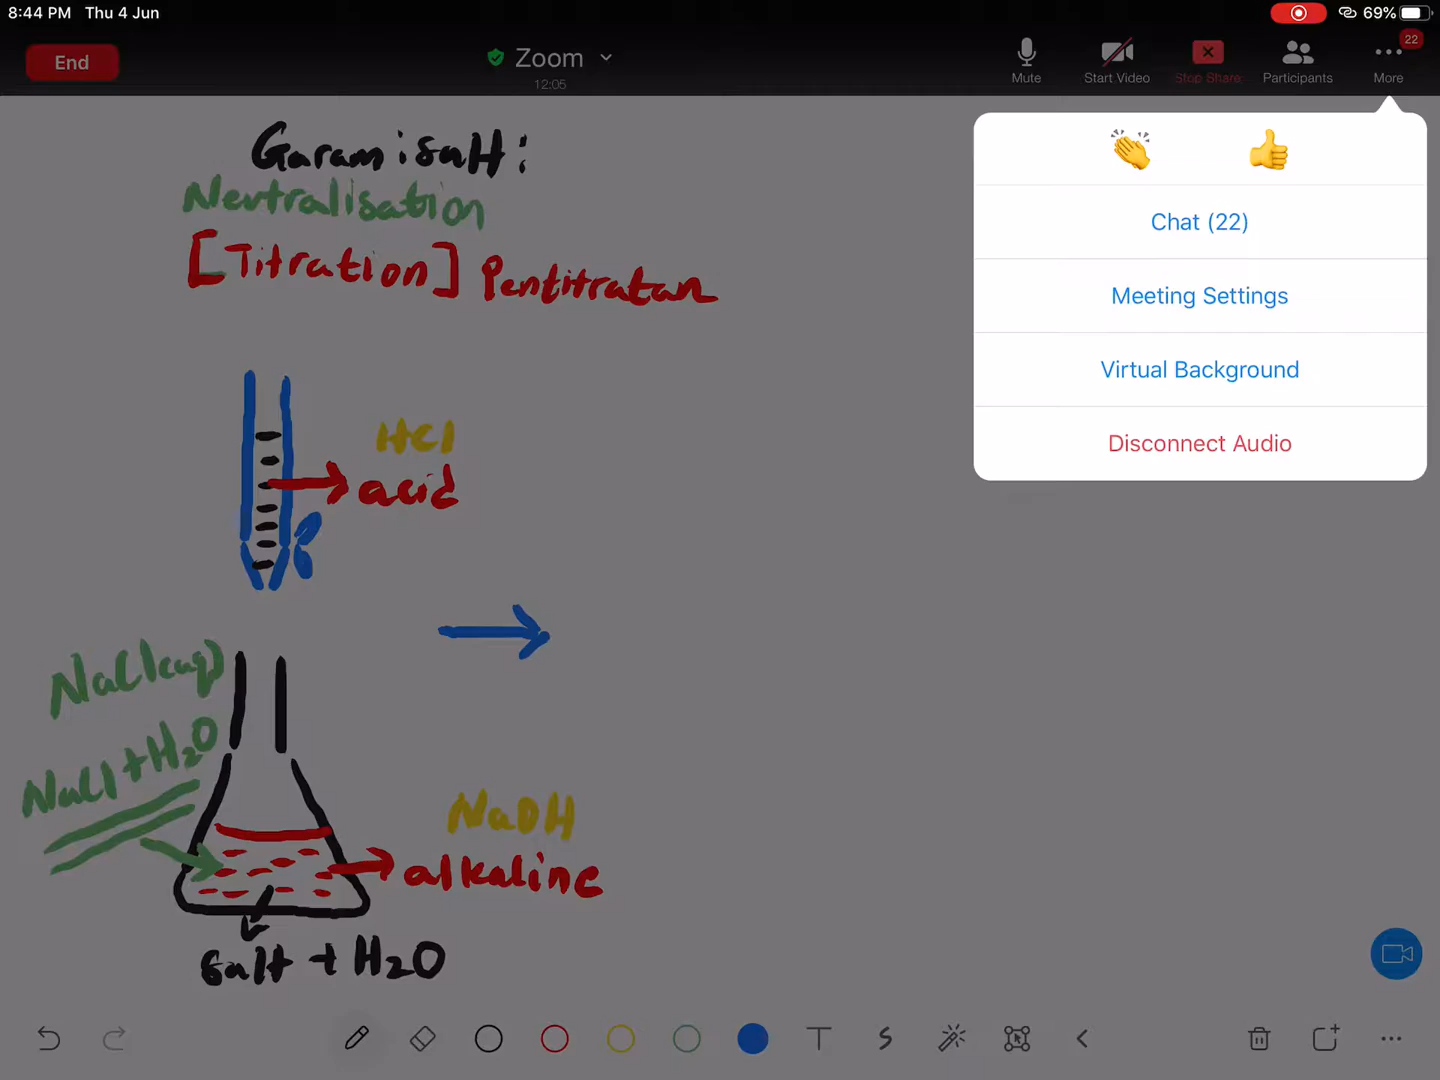 8:44 PM Thu 4 Jun
69%
End
Zoom
12:05
Mute
Start Video
Stop Share
Participants
More
22
Chat (22)
Meeting Settings
Virtual Background
Disconnect Audio
Garam : salt :
Neutralisation
[Titration] Pentitratan
HCl
acid
NaCl(aq)
NaCl + H2O
NaOH
alkaline
salt + H2O
T